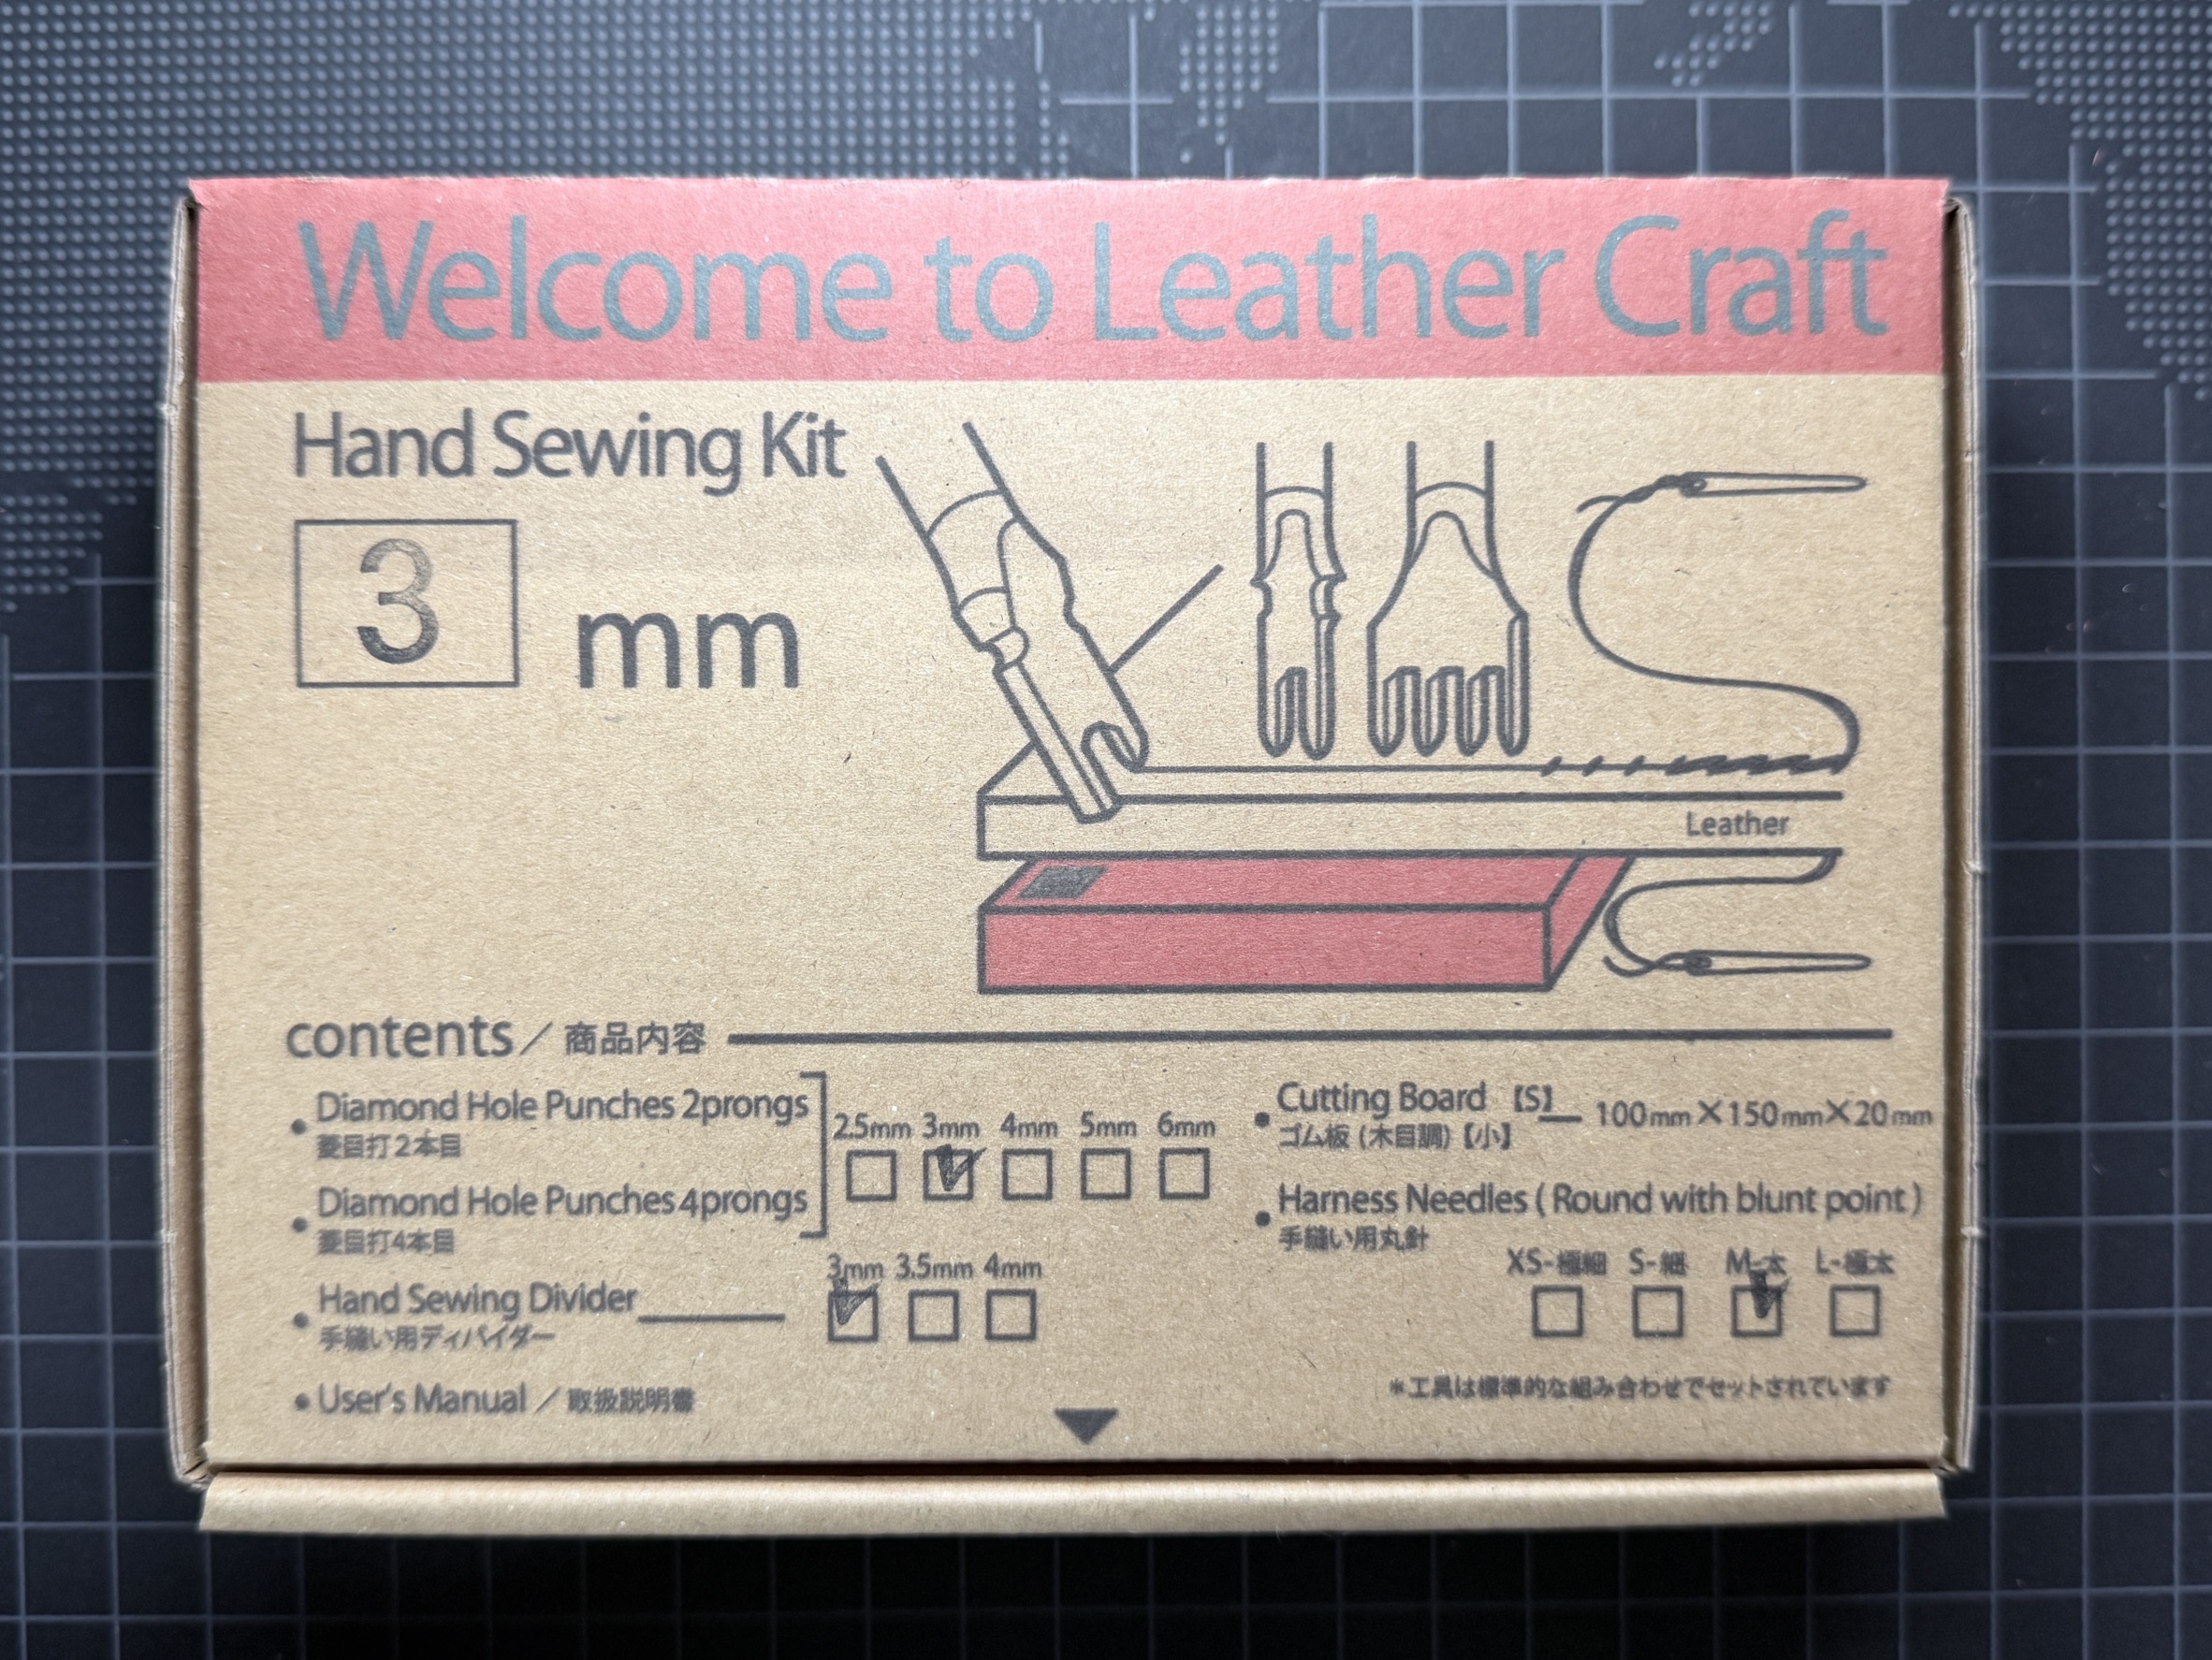 Welcome to Leather Craft
Hand Sewing Kit
3 mm
Leather
contents／商品内容
• Diamond Hole Punches 2prongs
菱目打２本目
• Diamond Hole Punches 4prongs
菱目打4本目
2.5mm 3mm 4mm 5mm 6mm
• Hand Sewing Divider
手縫い用ディバイダー
3mm 3.5mm 4mm
• User's Manual／取扱説明書
• Cutting Board 【S】 100mm×150mm×20mm
ゴム板 (木目調)【小】
• Harness Needles ( Round with blunt point )
手縫い用丸針
XS-極細 S-細 M-太 L-極太
＊工具は標準的な組み合わせでセットされています